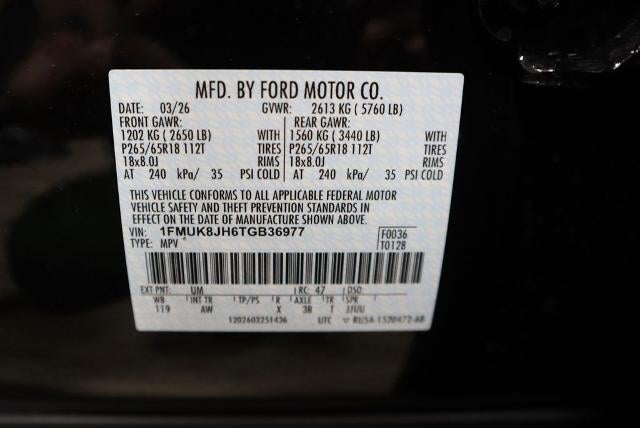 MFD. BY FORD MOTOR CO.
DATE: 03/26 GVWR: 2613 KG ( 5760 LB)
FRONT GAWR: REAR GAWR:
1202 KG ( 2650 LB) WITH 1560 KG ( 3440 LB) WITH
P265/65R18 112T TIRES P265/65R18 112T TIRES
18x8.0J RIMS 18x8.0J RIMS
AT 240 kPa/ 35 PSI COLD AT 240 kPa/ 35 PSI COLD
THIS VEHICLE CONFORMS TO ALL APPLICABLE FEDERAL MOTOR
VEHICLE SAFETY AND THEFT PREVENTION STANDARDS IN
EFFECT ON THE DATE OF MANUFACTURE SHOWN ABOVE.
VIN: 1FMUK8JH6TGB36977 F0036
TYPE: MPV T0128
EXT PNT: UM RC: 47 DSO:
WB INT TR TP/PS R AXLE TR SPR
119 AW X 3B T JJUU
1202603251436 UTC